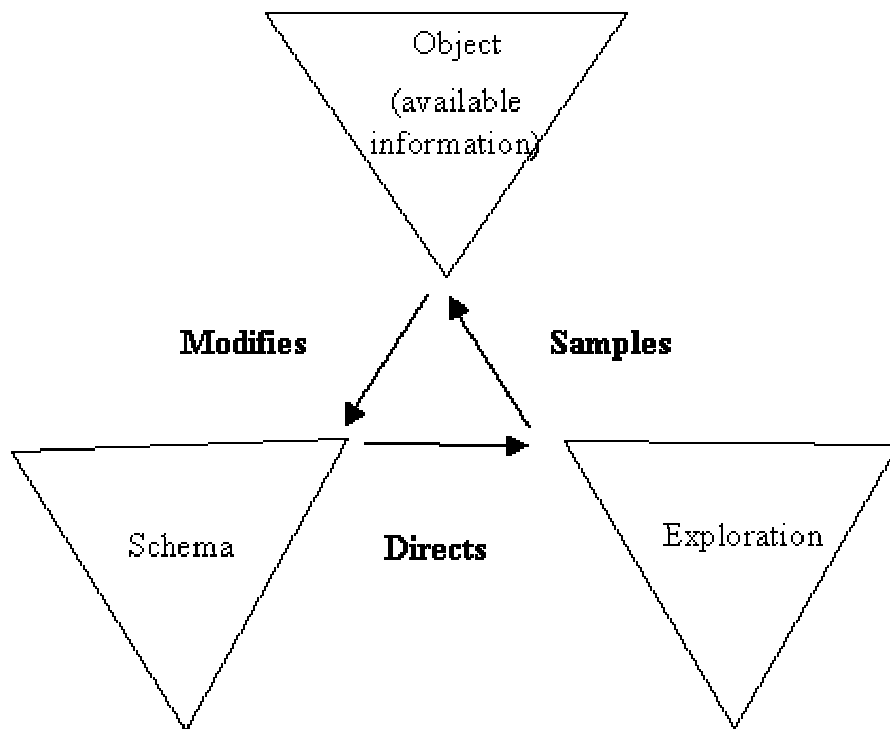 Object
(available
information)
Modifies
Samples
Schema
Directs
Exploration